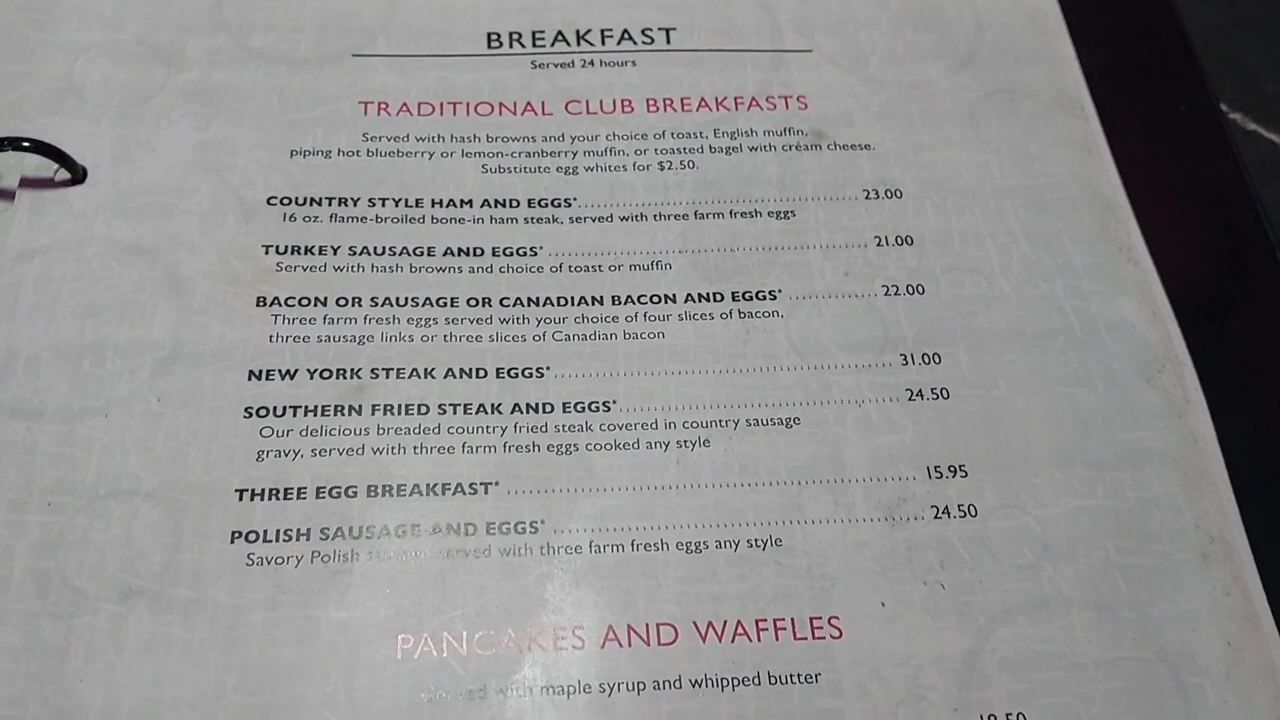 BREAKFAST
Served 24 hours
TRADITIONAL CLUB BREAKFASTS
Served with hash browns and your choice of toast, English muffin,
piping hot blueberry or lemon-cranberry muffin, or toasted bagel with cream cheese.
Substitute egg whites for $2.50.
COUNTRY STYLE HAM AND EGGS* 23.00
16 oz. flame-broiled bone-in ham steak, served with three farm fresh eggs
TURKEY SAUSAGE AND EGGS* 21.00
Served with hash browns and choice of toast or muffin
BACON OR SAUSAGE OR CANADIAN BACON AND EGGS* 22.00
Three farm fresh eggs served with your choice of four slices of bacon,
three sausage links or three slices of Canadian bacon
NEW YORK STEAK AND EGGS* 31.00
SOUTHERN FRIED STEAK AND EGGS* 24.50
Our delicious breaded country fried steak covered in country sausage
gravy, served with three farm fresh eggs cooked any style
THREE EGG BREAKFAST* 15.95
POLISH SAUSAGE AND EGGS* 24.50
Savory Polish sausage served with three farm fresh eggs any style
PANCAKES AND WAFFLES
Served with maple syrup and whipped butter